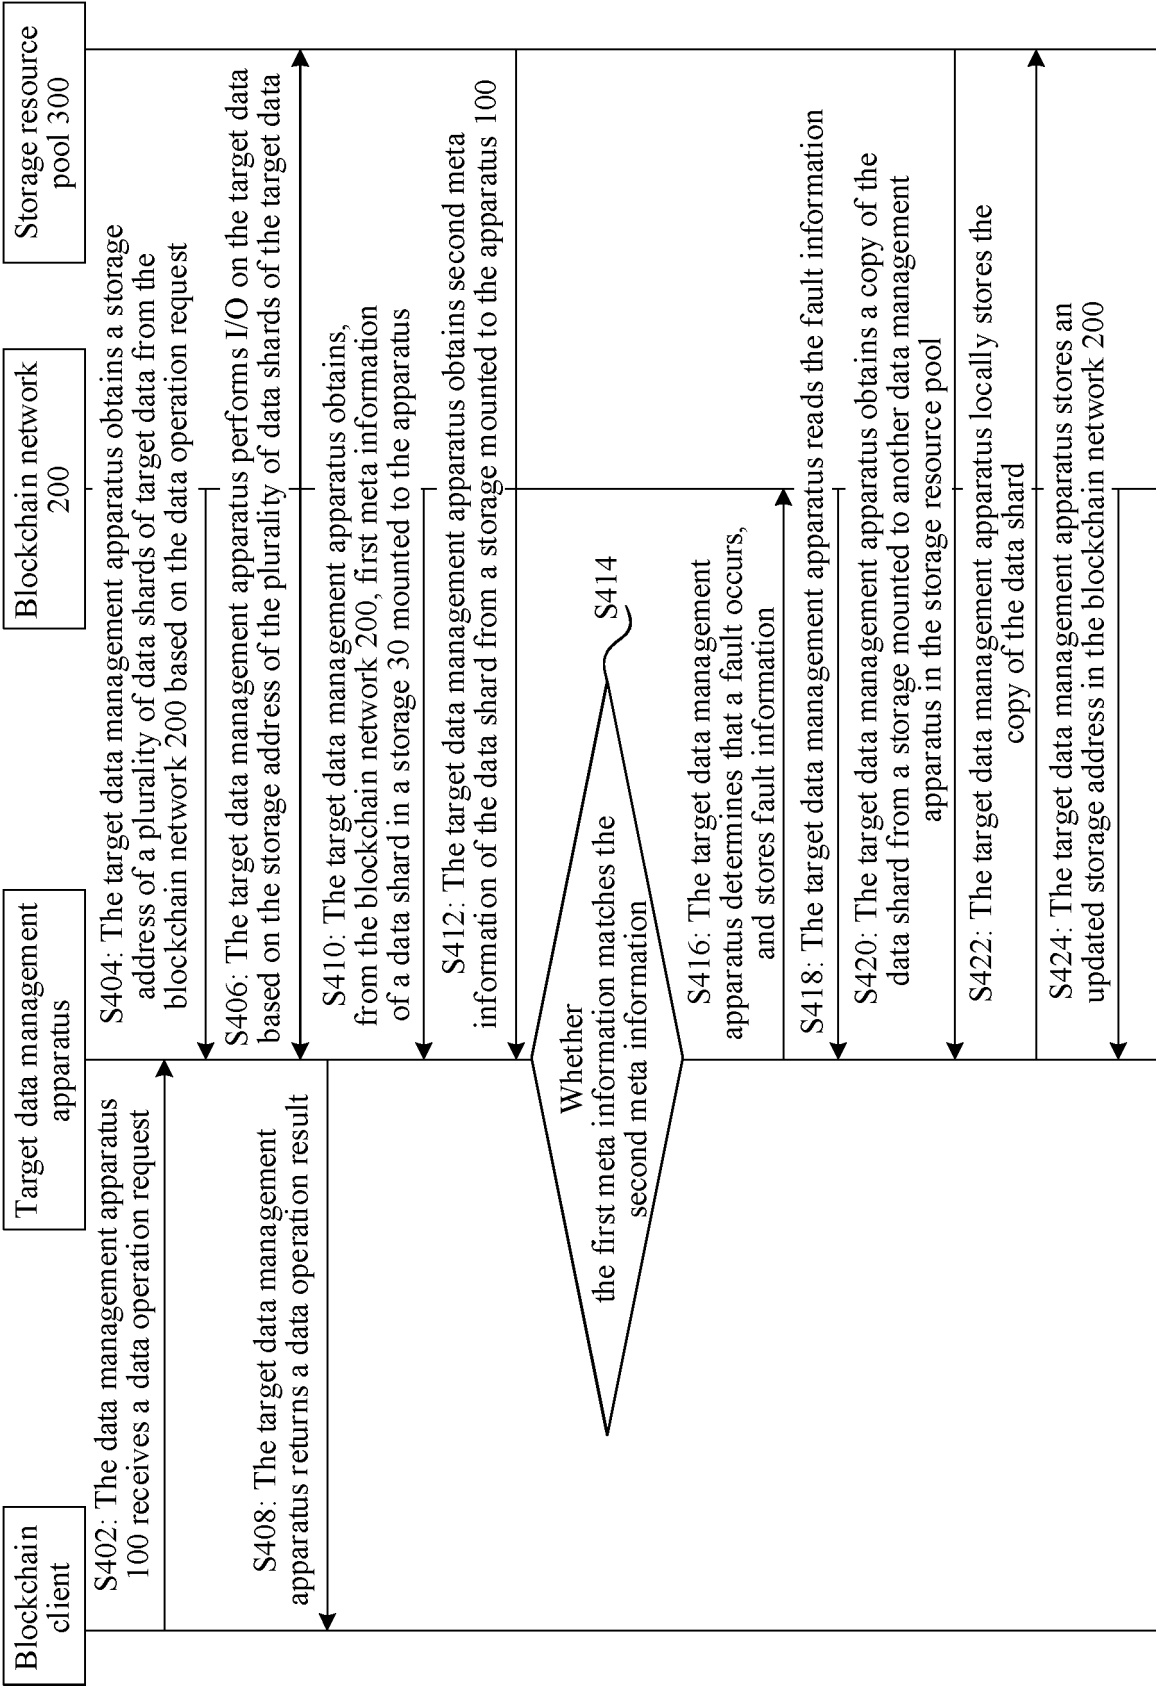 Blockchain
client
Target data management
apparatus
Blockchain network
200
Storage resource
pool 300
S402: The data management apparatus
100 receives a data operation request
S404: The target data management apparatus obtains a storage
address of a plurality of data shards of target data from the
blockchain network 200 based on the data operation request
S406: The target data management apparatus performs I/O on the target data
based on the storage address of the plurality of data shards of the target data
S408: The target data management
apparatus returns a data operation result
S410: The target data management apparatus obtains,
from the blockchain network 200, first meta information
of a data shard in a storage 30 mounted to the apparatus
S412: The target data management apparatus obtains second meta
information of the data shard from a storage mounted to the apparatus 100
Whether
the first meta information matches the
second meta information
S414
S416: The target data management
apparatus determines that a fault occurs,
and stores fault information
S418: The target data management apparatus reads the fault information
S420: The target data management apparatus obtains a copy of the
data shard from a storage mounted to another data management
apparatus in the storage resource pool
S422: The target data management apparatus locally stores the
copy of the data shard
S424: The target data management apparatus stores an
updated storage address in the blockchain network 200